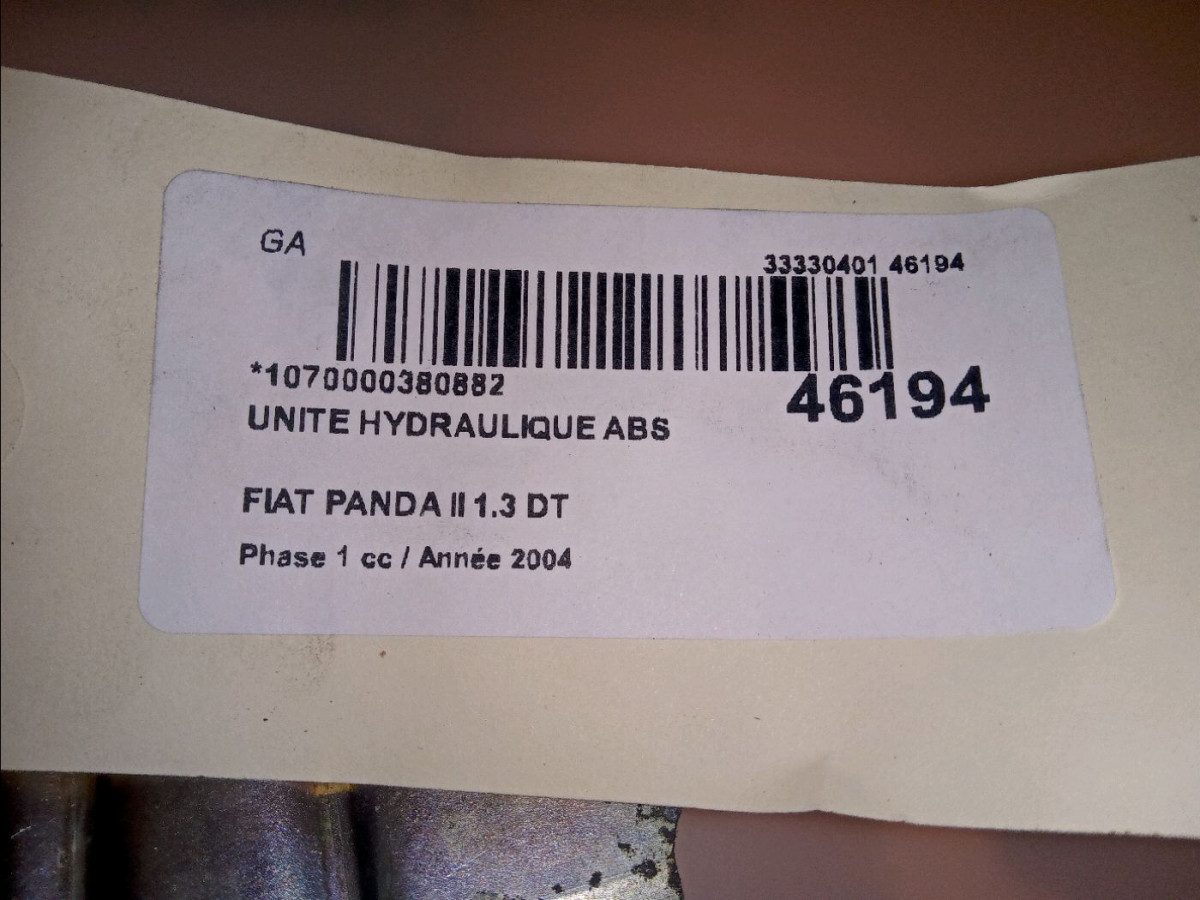 GA
33330401 46194
*1070000380882
46194
UNITE HYDRAULIQUE ABS
FIAT PANDA II 1.3 DT
Phase 1 cc / Année 2004